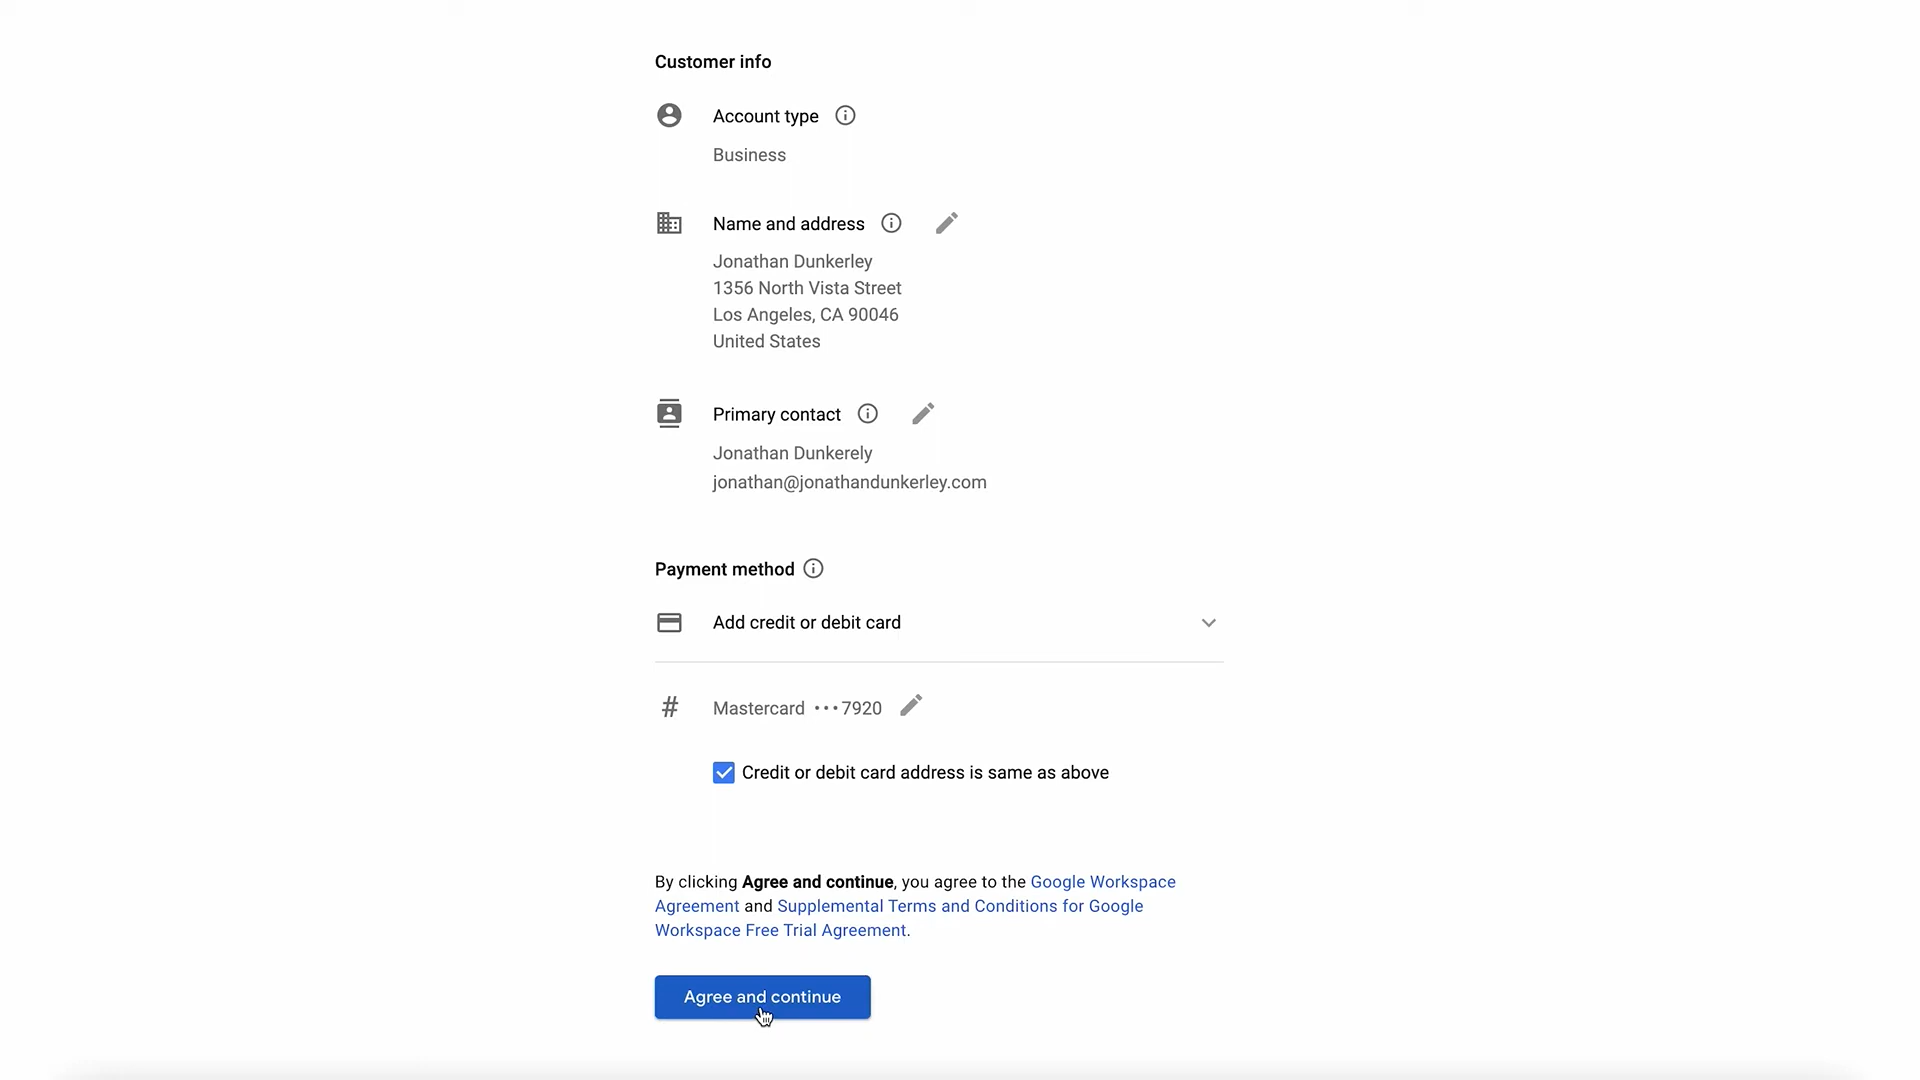 Customer info
Account type
Business
Name and address
Jonathan Dunkerley
1356 North Vista Street
Los Angeles, CA 90046
United States
Primary contact
Jonathan Dunkerely
jonathan@jonathandunkerley.com
Payment method
Add credit or debit card
# Mastercard •••7920
Credit or debit card address is same as above
By clicking Agree and continue, you agree to the Google Workspace
Agreement and Supplemental Terms and Conditions for Google
Workspace Free Trial Agreement.
Agree and continue